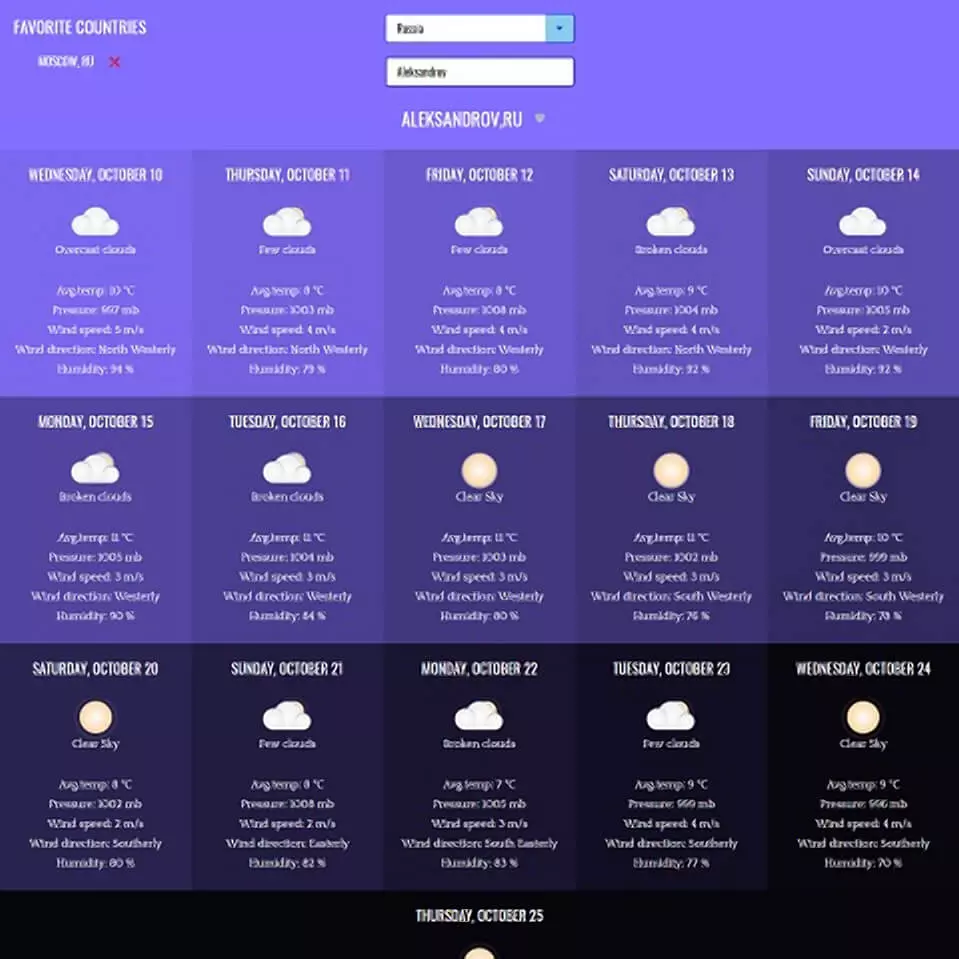 FAVORITE COUNTRIES
MOSCOW, RU
Russia
Aleksandrov
ALEKSANDROV,RU
WEDNESDAY, OCTOBER 10
Overcast clouds
Avg.temp: 10 °C
Pressure: 997 mb
Wind speed: 5 m/s
Wind direction: North Westerly
Humidity: 94 %
THURSDAY, OCTOBER 11
Few clouds
Avg.temp: 8 °C
Pressure: 1003 mb
Wind speed: 4 m/s
Wind direction: North Westerly
Humidity: 79 %
FRIDAY, OCTOBER 12
Few clouds
Avg.temp: 8 °C
Pressure: 1008 mb
Wind speed: 4 m/s
Wind direction: Westerly
Humidity: 80 %
SATURDAY, OCTOBER 13
Broken clouds
Avg.temp: 9 °C
Pressure: 1004 mb
Wind speed: 4 m/s
Wind direction: North Westerly
Humidity: 92 %
SUNDAY, OCTOBER 14
Overcast clouds
Avg.temp: 10 °C
Pressure: 1005 mb
Wind speed: 2 m/s
Wind direction: Westerly
Humidity: 92 %
MONDAY, OCTOBER 15
Broken clouds
Avg.temp: 11 °C
Pressure: 1005 mb
Wind speed: 3 m/s
Wind direction: Westerly
Humidity: 90 %
TUESDAY, OCTOBER 16
Broken clouds
Avg.temp: 11 °C
Pressure: 1004 mb
Wind speed: 3 m/s
Wind direction: Westerly
Humidity: 84 %
WEDNESDAY, OCTOBER 17
Clear Sky
Avg.temp: 11 °C
Pressure: 1003 mb
Wind speed: 3 m/s
Wind direction: Westerly
Humidity: 80 %
THURSDAY, OCTOBER 18
Clear Sky
Avg.temp: 11 °C
Pressure: 1002 mb
Wind speed: 3 m/s
Wind direction: South Westerly
Humidity: 76 %
FRIDAY, OCTOBER 19
Clear Sky
Avg.temp: 10 °C
Pressure: 999 mb
Wind speed: 3 m/s
Wind direction: South Westerly
Humidity: 78 %
SATURDAY, OCTOBER 20
Clear Sky
Avg.temp: 8 °C
Pressure: 1002 mb
Wind speed: 2 m/s
Wind direction: Southerly
Humidity: 80 %
SUNDAY, OCTOBER 21
Few clouds
Avg.temp: 8 °C
Pressure: 1008 mb
Wind speed: 2 m/s
Wind direction: Easterly
Humidity: 82 %
MONDAY, OCTOBER 22
Broken clouds
Avg.temp: 7 °C
Pressure: 1005 mb
Wind speed: 3 m/s
Wind direction: South Easterly
Humidity: 83 %
TUESDAY, OCTOBER 23
Few clouds
Avg.temp: 9 °C
Pressure: 999 mb
Wind speed: 4 m/s
Wind direction: Southerly
Humidity: 77 %
WEDNESDAY, OCTOBER 24
Clear Sky
Avg.temp: 9 °C
Pressure: 996 mb
Wind speed: 4 m/s
Wind direction: Southerly
Humidity: 70 %
THURSDAY, OCTOBER 25